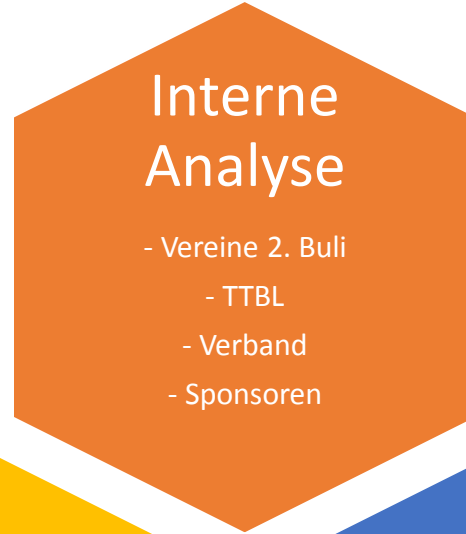 Interne
Analyse
- Vereine 2. Buli
- TTBL
- Verband
- Sponsoren